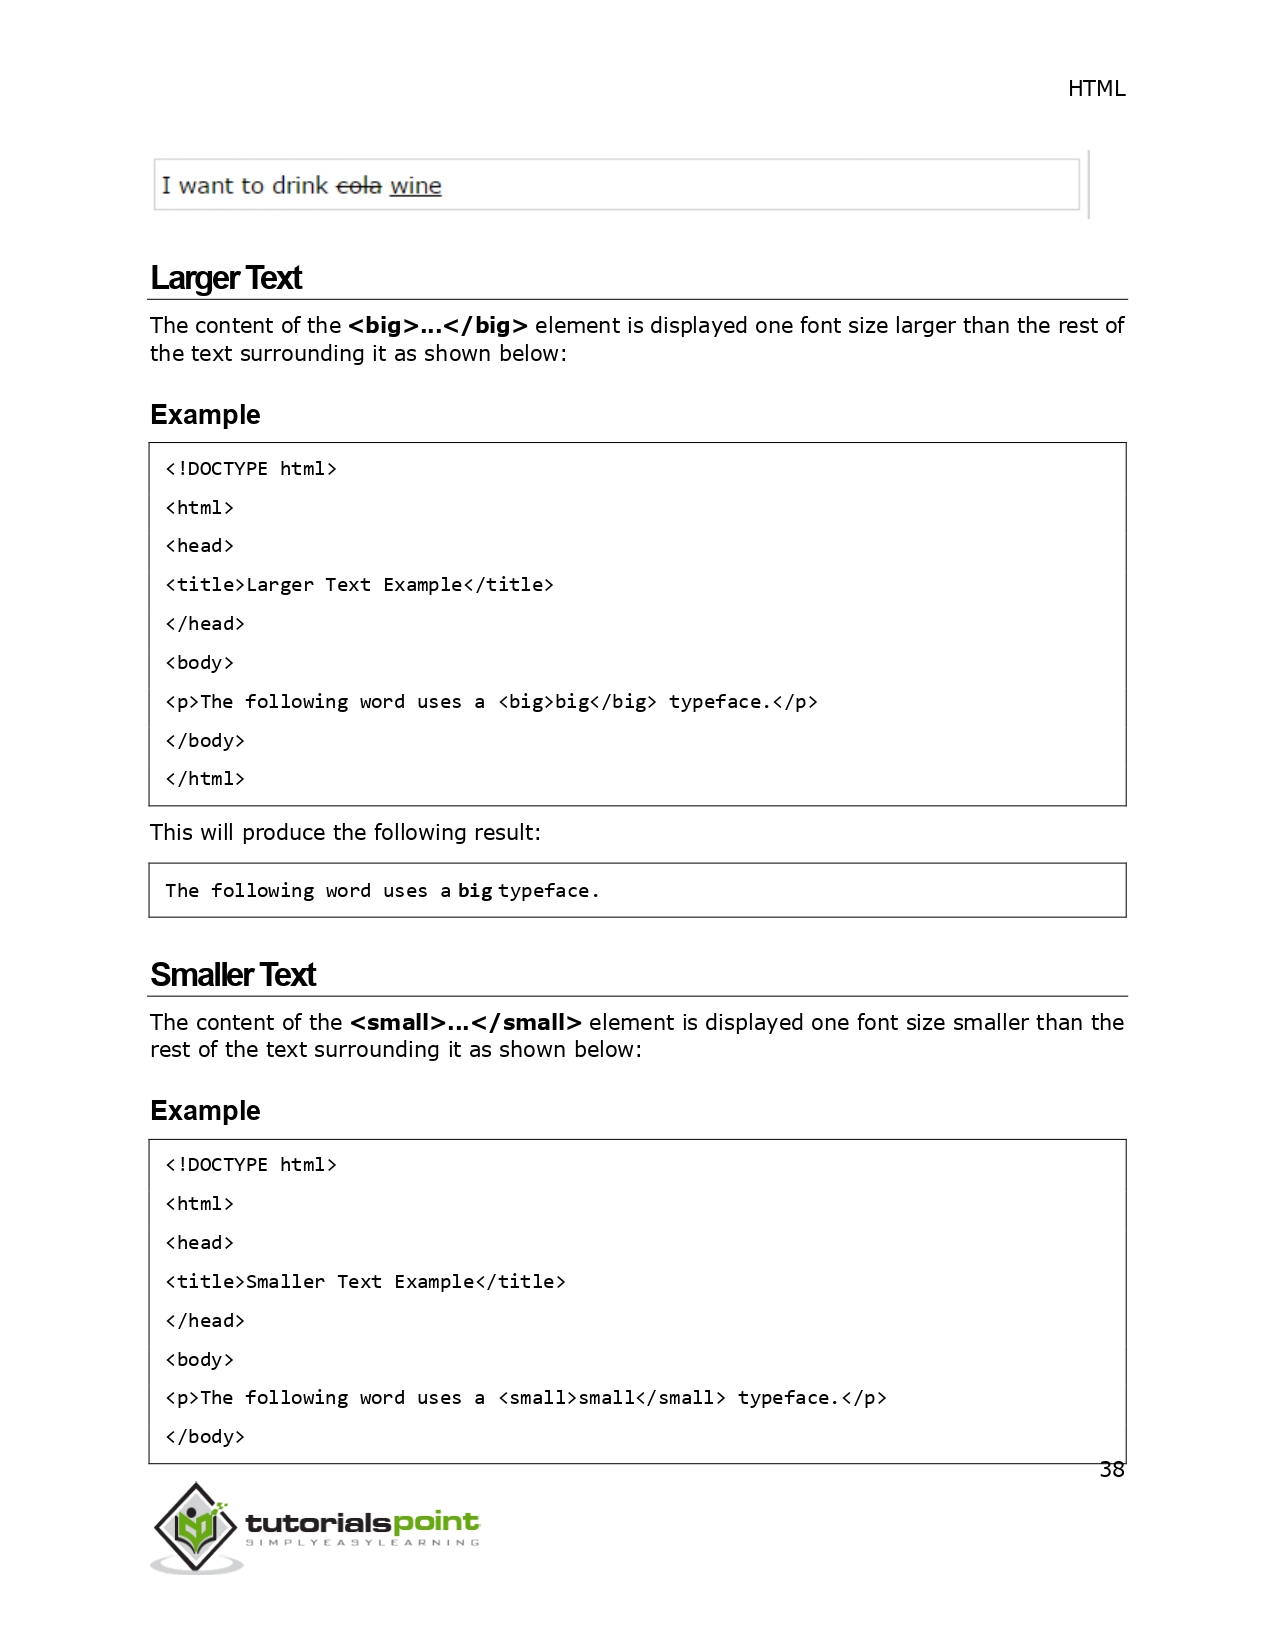 HTML
I want to drink cola wine
Larger Text
The content of the <big>...</big> element is displayed one font size larger than the rest of
the text surrounding it as shown below:
Example
<!DOCTYPE html>
<html>
<head>
<title>Larger Text Example</title>
</head>
<body>
<p>The following word uses a <big>big</big> typeface.</p>
</body>
</html>
This will produce the following result:
The following word uses a big typeface.
Smaller Text
The content of the <small>...</small> element is displayed one font size smaller than the
rest of the text surrounding it as shown below:
Example
<!DOCTYPE html>
<html>
<head>
<title>Smaller Text Example</title>
</head>
<body>
<p>The following word uses a <small>small</small> typeface.</p>
</body>
38
tutorialspoint
SIMPLYEASYLEARNING